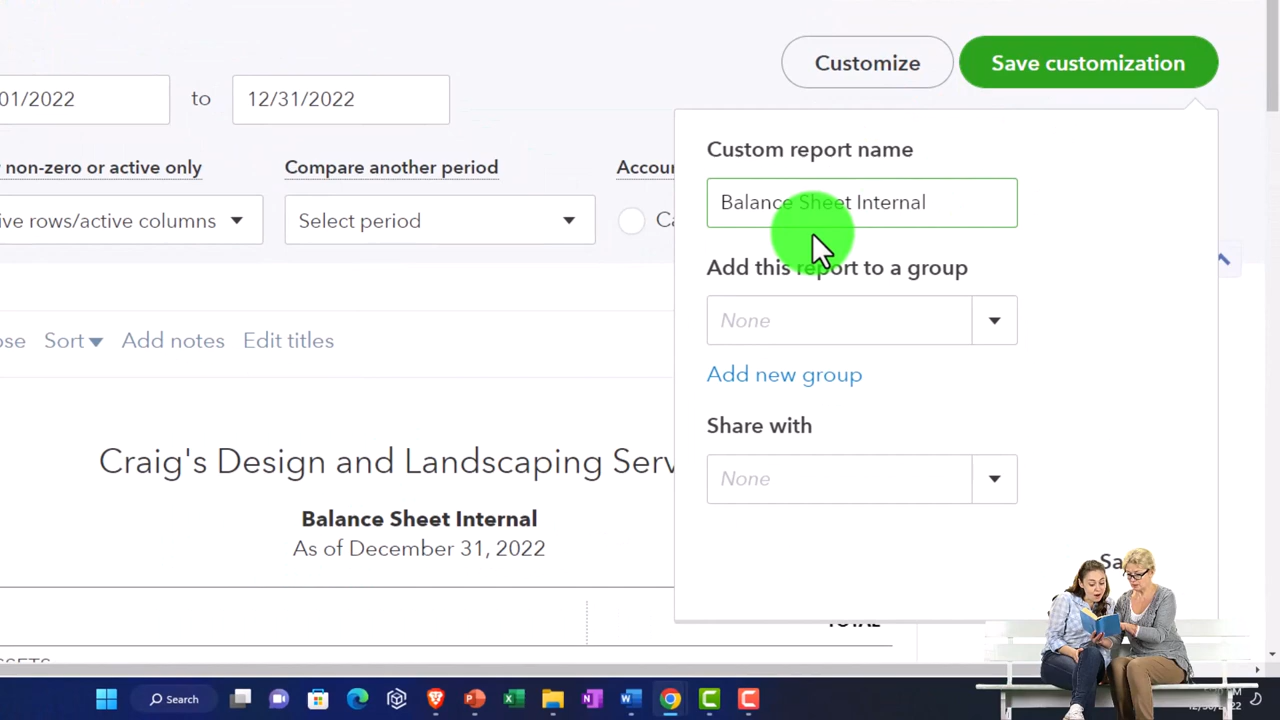 Customize
Save customization
01/2022
to
12/31/2022
Custom report name
non-zero or active only
Compare another period
Balance Sheet Internal
rows/active columns
Select period
Add this report to a group
None
Sort
Add notes
Edit titles
Add new group
Share with
Craig's Design and Landscaping
None
Balance Sheet Internal
As of December 31, 2022
TOTAL
Search